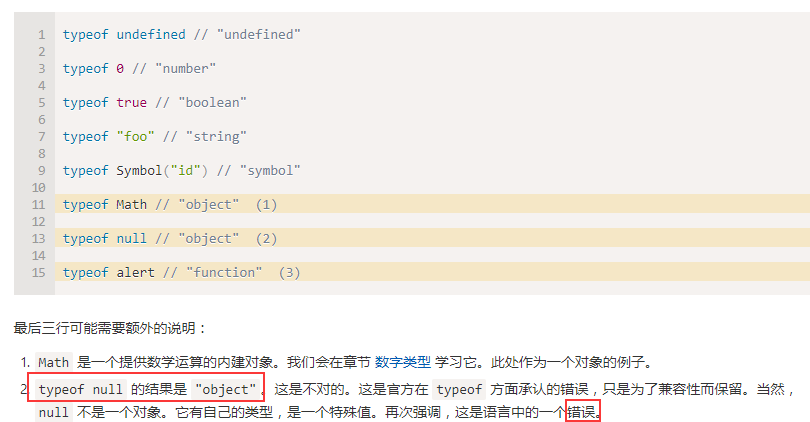 1 typeof undefined // "undefined"
2
3 typeof 0 // "number"
4
5 typeof true // "boolean"
6
7 typeof "foo" // "string"
8
9 typeof Symbol("id") // "symbol"
10
11 typeof Math // "object"  (1)
12
13 typeof null // "object"  (2)
14
15 typeof alert // "function"  (3)
最后三行可能需要额外的说明：
1. Math 是一个提供数学运算的内建对象。我们会在章节 数字类型 学习它。此处作为一个对象的例子。
2 typeof null 的结果是 "object"。这是不对的。这是官方在 typeof 方面承认的错误，只是为了兼容性而保留。当然，
null 不是一个对象。它有自己的类型，是一个特殊值。再次强调，这是语言中的一个错误。